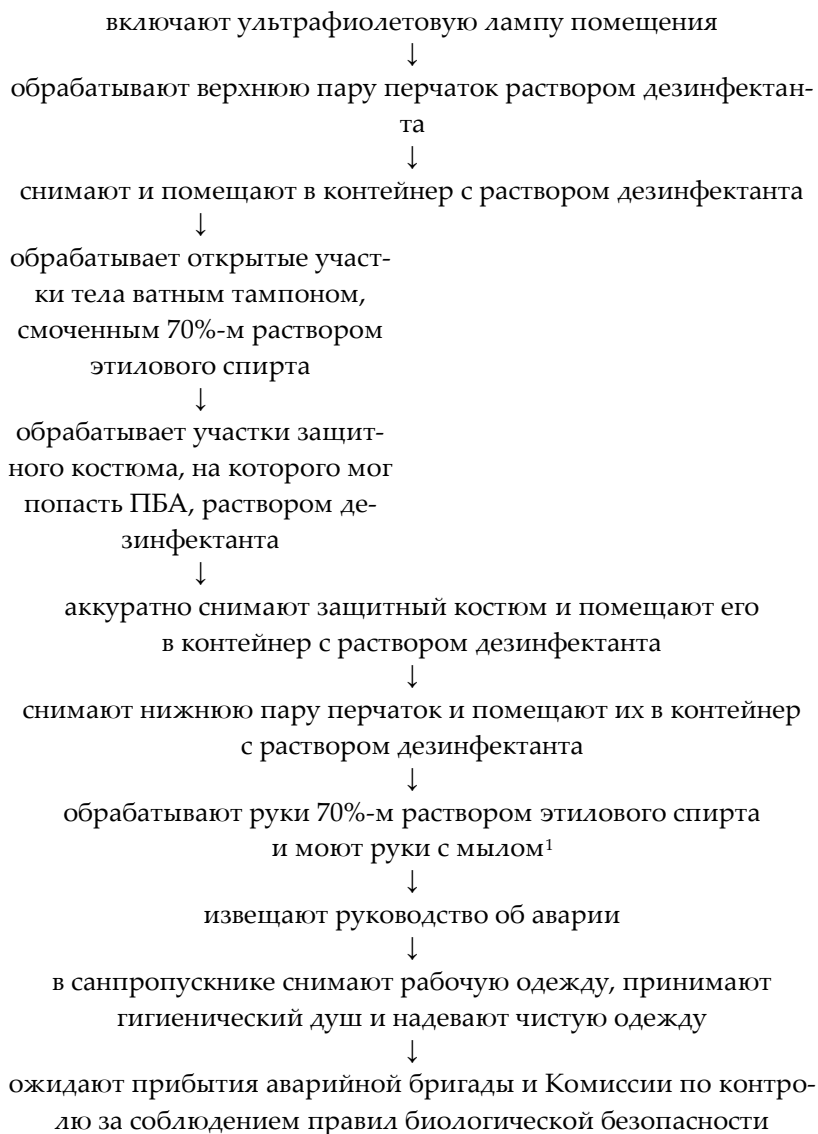 включают ультрафиолетовую лампу помещения
↓
обрабатывают верхнюю пару перчаток раствором дезинфектан-
та
↓
снимают и помещают в контейнер с раствором дезинфектанта
↓
обрабатывает открытые участ-
ки тела ватным тампоном,
смоченным 70%-м раствором
этилового спирта
↓
обрабатывает участки защит-
ного костюма, на которого мог
попасть ПБА, раствором де-
зинфектанта
↓
аккуратно снимают защитный костюм и помещают его
в контейнер с раствором дезинфектанта
↓
снимают нижнюю пару перчаток и помещают их в контейнер
с раствором дезинфектанта
↓
обрабатывают руки 70%-м раствором этилового спирта
и моют руки с мылом¹
↓
извещают руководство об аварии
↓
в санпропускнике снимают рабочую одежду, принимают
гигиенический душ и надевают чистую одежду
↓
ожидают прибытия аварийной бригады и Комиссии по контро-
лю за соблюдением правил биологической безопасности